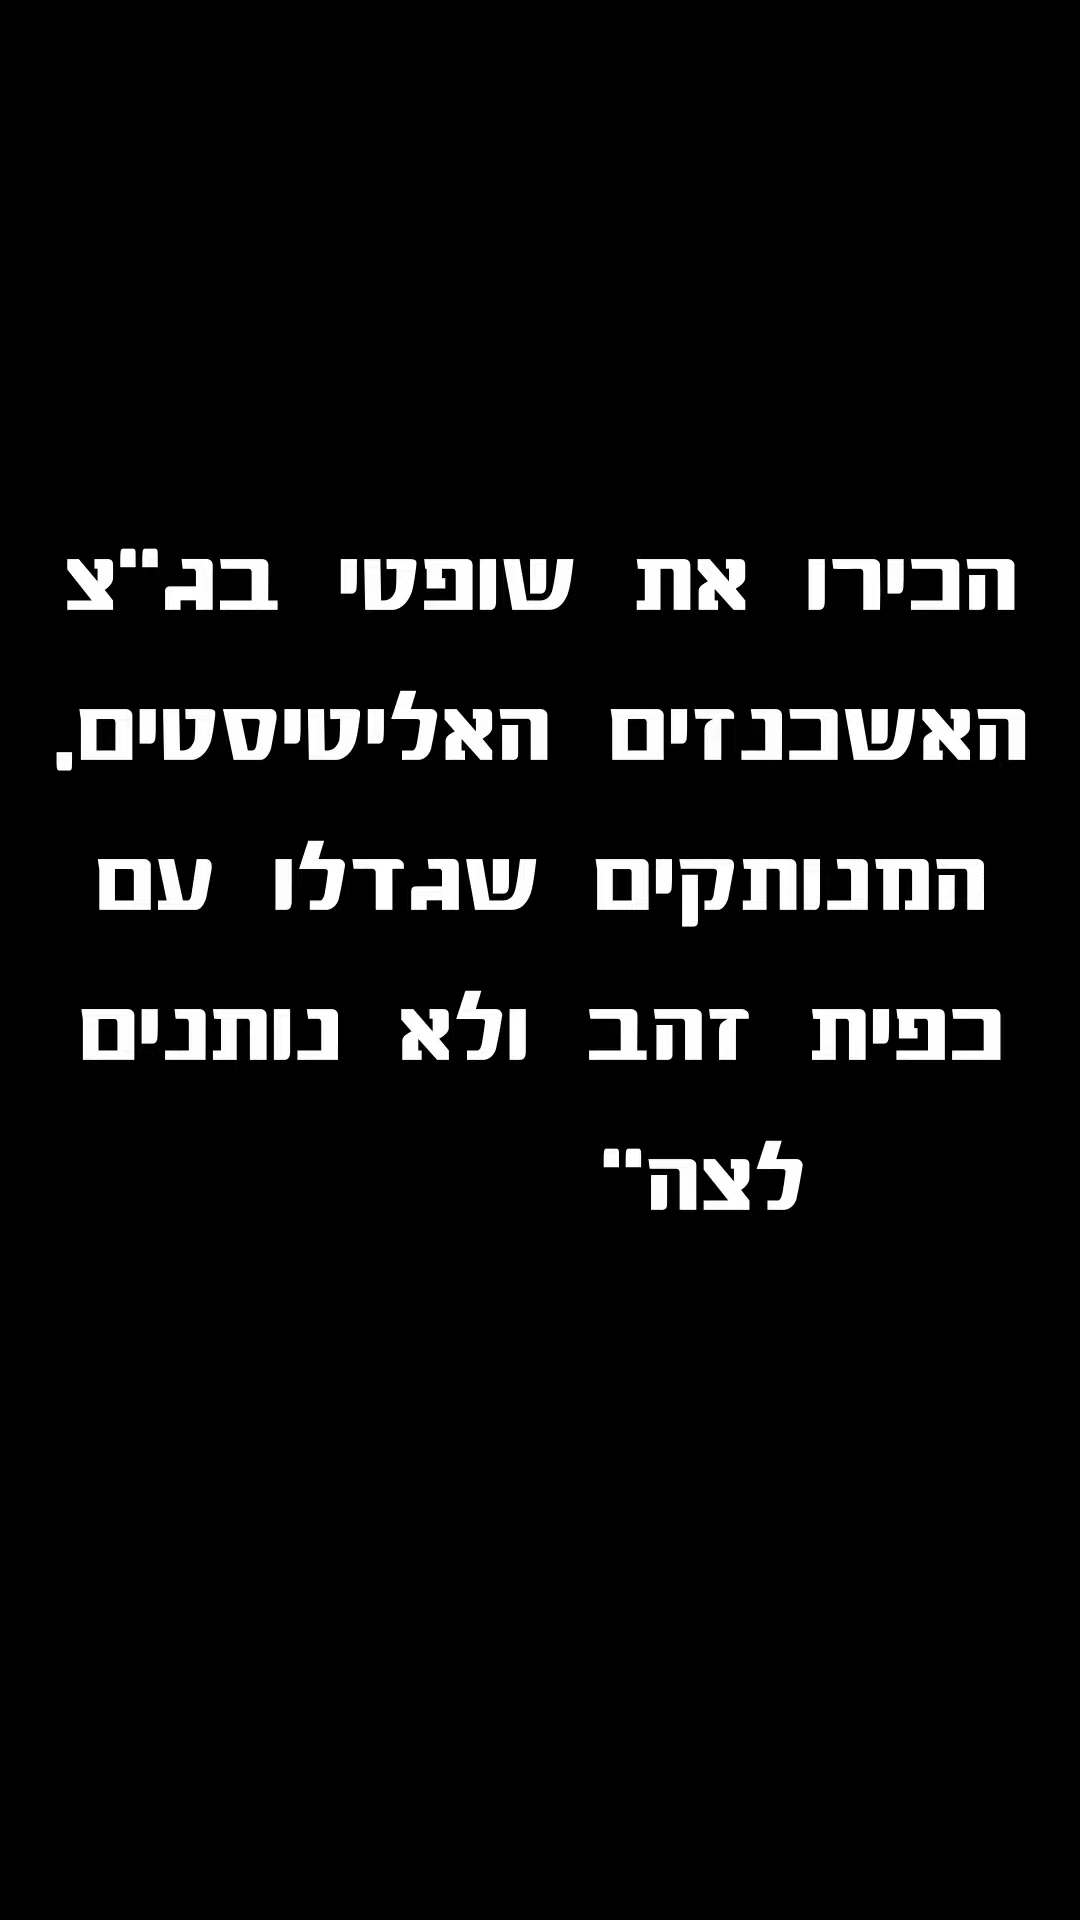 הכירו את שופטי בג"צ
האשכנזים האליטיסטים.
המנותקים שגדלו עם
כפית זהב ולא נותנים
לצה"